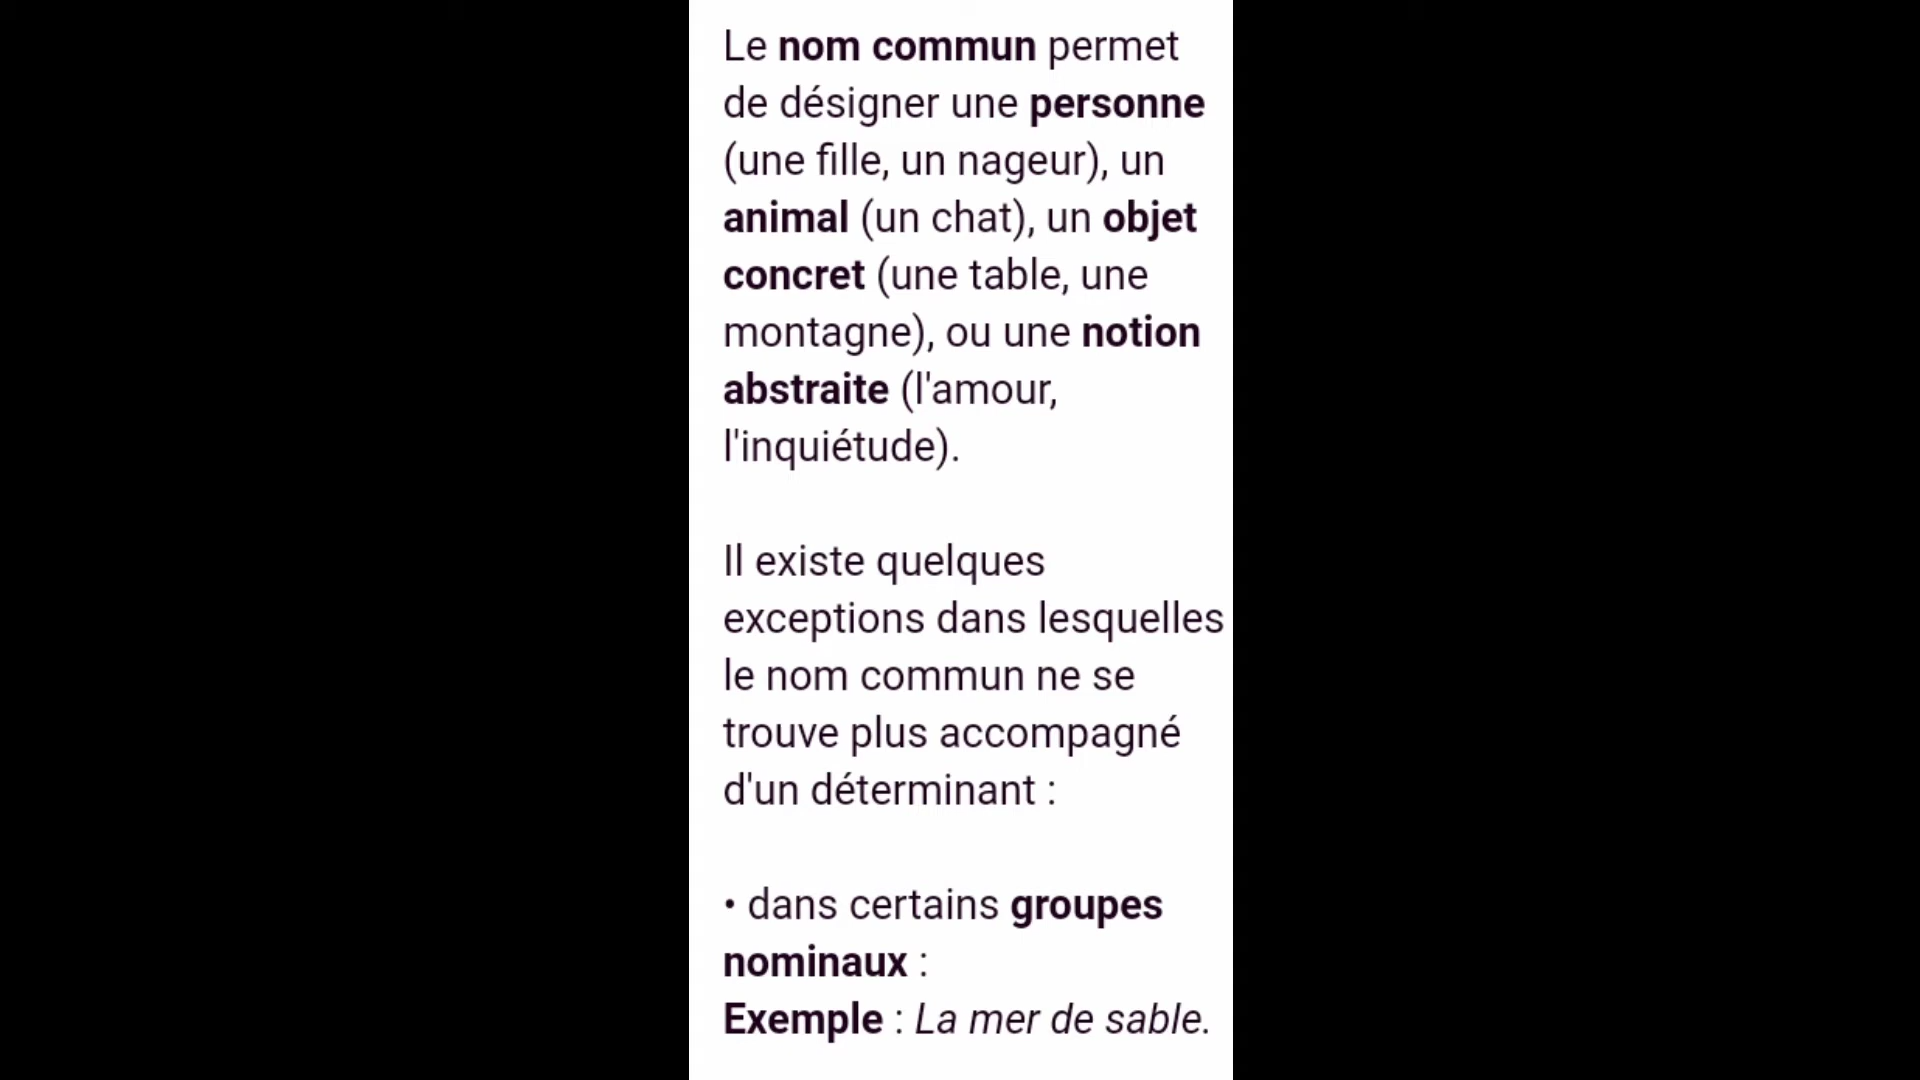 Le nom commun permet
de désigner une personne
(une fille, un nageur), un
animal (un chat), un objet
concret (une table, une
montagne), ou une notion
abstraite (l'amour,
l'inquiétude).
Il existe quelques
exceptions dans lesquelles
le nom commun ne se
trouve plus accompagné
d'un déterminant :
• dans certains groupes
nominaux :
Exemple : La mer de sable.